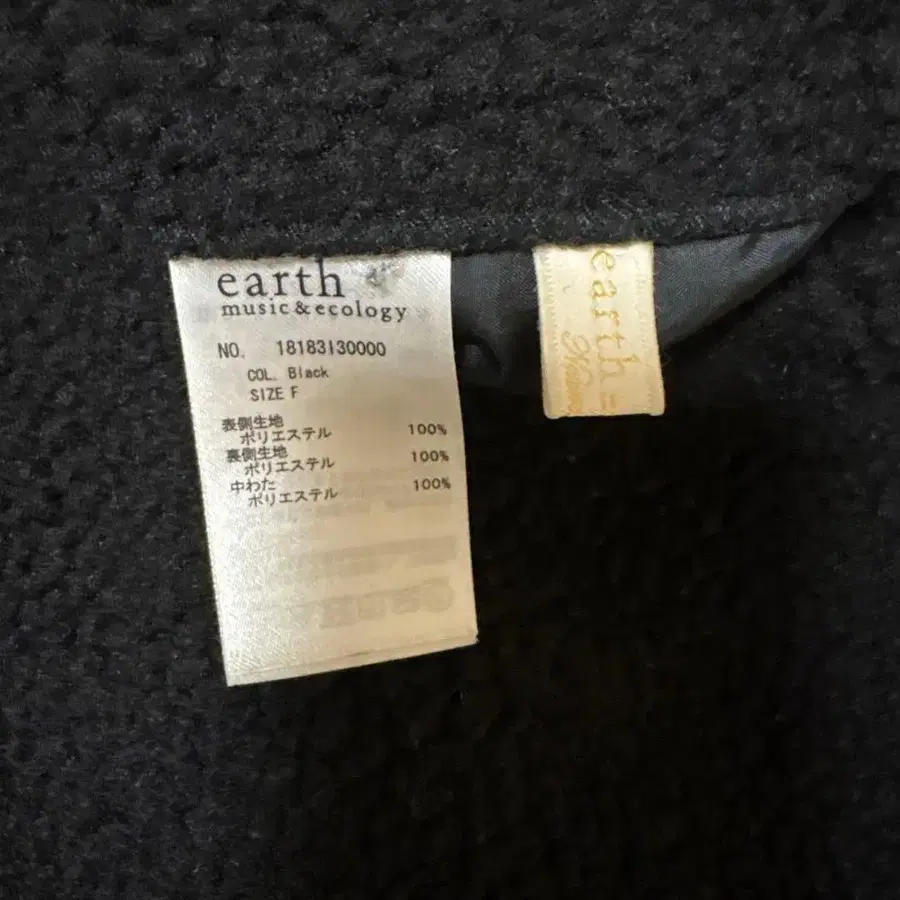 earth
music&ecology
NO. 18183I30000
COL. Black
SIZE F
表側生地
ポリエステル 100%
裏側生地
ポリエステル 100%
中わた
ポリエステル 100%
earth